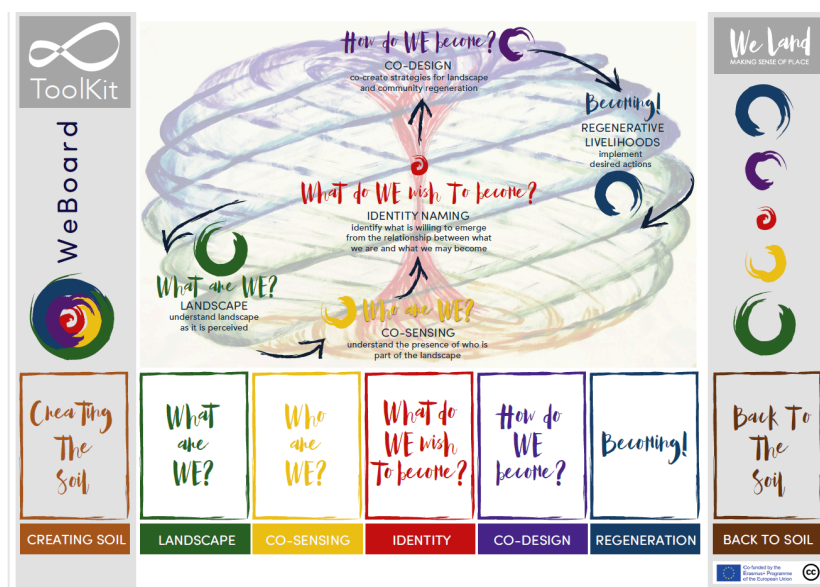 ToolKit
WeBoard
How do WE become?
CO-DESIGN
co-create strategies for landscape
and community regeneration
Becoming!
REGENERATIVE
LIVELIHOODS
implement
desired actions
What do WE wish To become?
IDENTITY NAMING
identify what is willing to emerge
from the relationship between what
we are and what we may become
What are WE?
LANDSCAPE
understand landscape
as it is perceived
Who are WE?
CO-SENSING
understand the presence of who is
part of the landscape
We Land
MAKING SENSE OF PLACE
Creating
The
Soil
CREATING SOIL
What
are
WE?
LANDSCAPE
Who
are
WE?
CO-SENSING
What do
WE wish
To become?
IDENTITY
How do
WE
become?
CO-DESIGN
Becoming!
REGENERATION
Back To
The
Soil
BACK TO SOIL
Co-funded by the
Erasmus+ Programme
of the European Union
cc